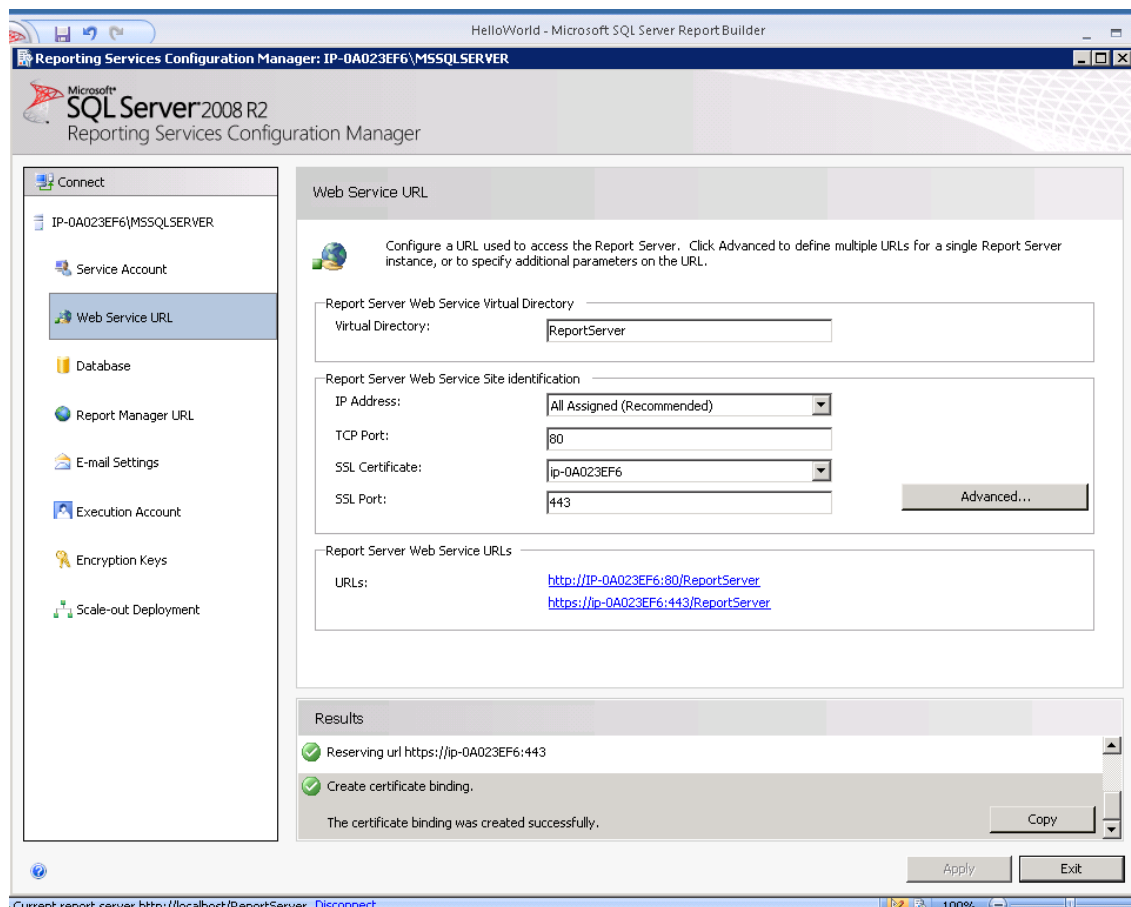 HelloWorld - Microsoft SQL Server Report Builder
Reporting Services Configuration Manager: IP-0A023EF6\MSSQLSERVER
Microsoft
SQL Server 2008 R2
Reporting Services Configuration Manager
Connect
IP-0A023EF6\MSSQLSERVER
Service Account
Web Service URL
Database
Report Manager URL
E-mail Settings
Execution Account
Encryption Keys
Scale-out Deployment
Web Service URL
Configure a URL used to access the Report Server. Click Advanced to define multiple URLs for a single Report Server
instance, or to specify additional parameters on the URL.
Report Server Web Service Virtual Directory
Virtual Directory: ReportServer
Report Server Web Service Site identification
IP Address: All Assigned (Recommended)
TCP Port: 80
SSL Certificate: ip-0A023EF6
SSL Port: 443
Advanced...
Report Server Web Service URLs
URLs: http://IP-0A023EF6:80/ReportServer
https://ip-0A023EF6:443/ReportServer
Results
Reserving url https://ip-0A023EF6:443
Create certificate binding.
The certificate binding was created successfully.
Copy
Apply Exit
Current report server http://localhost/ReportServer Disconnect 100%